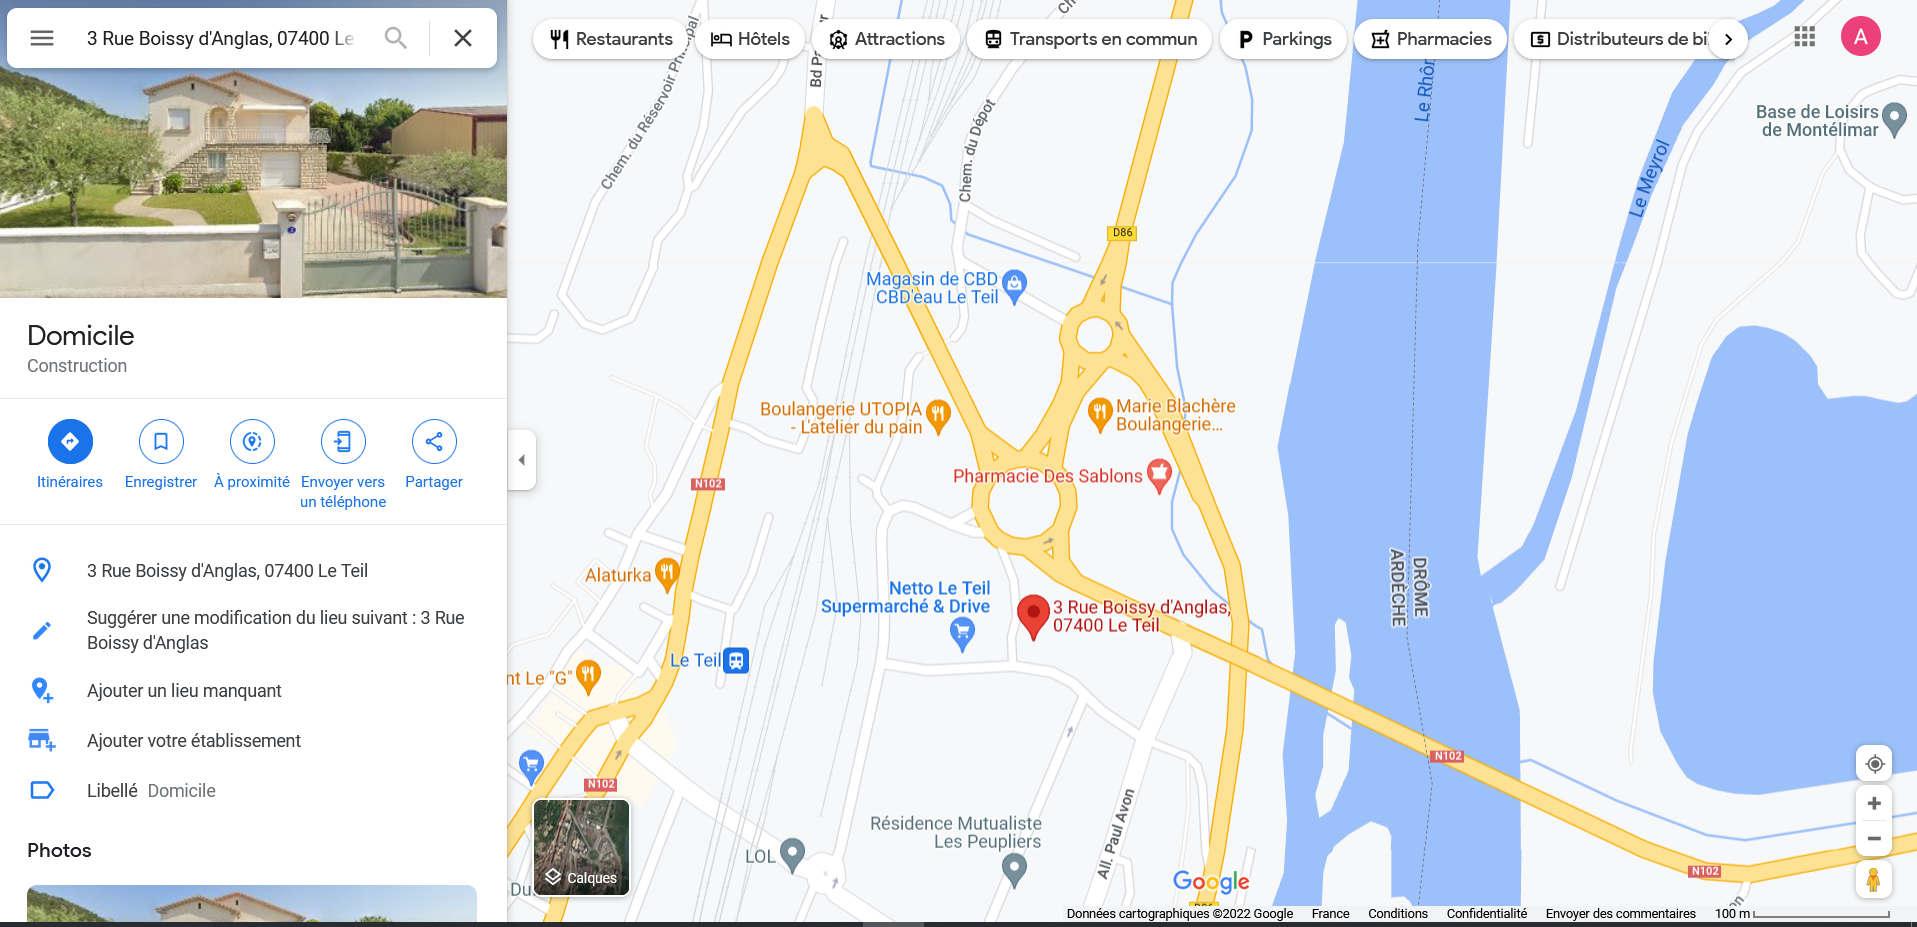 3 Rue Boissy d'Anglas, 07400 Le
Restaurants
Hôtels
Attractions
Transports en commun
Parkings
Pharmacies
Distributeurs de bi
A
Domicile
Construction
Itinéraires
Enregistrer
À proximité
Envoyer vers
un téléphone
Partager
3 Rue Boissy d'Anglas, 07400 Le Teil
Suggérer une modification du lieu suivant : 3 Rue
Boissy d'Anglas
Ajouter un lieu manquant
Ajouter votre établissement
Libellé Domicile
Photos
Chem. du Réservoir
Bd
Chem. du Dépot
Ch
Le Rhôn
Le Meyrol
Base de Loisirs
de Montélimar
D86
Magasin de CBD
CBD'eau Le Teil
Boulangerie UTOPIA
- L'atelier du pain
Marie Blachère
Boulangerie...
N102
Pharmacie Des Sablons
Alaturka
Netto Le Teil
Supermarché & Drive
3 Rue Boissy d'Anglas,
07400 Le Teil
DRÔME
ARDÈCHE
Le Teil
nt Le "G"
N102
N102
Résidence Mutualiste
Les Peupliers
All. Paul Avon
LOL
N102
Du
Calques
Google
D86
Données cartographiques ©2022 Google
France
Conditions
Confidentialité
Envoyer des commentaires
100 m